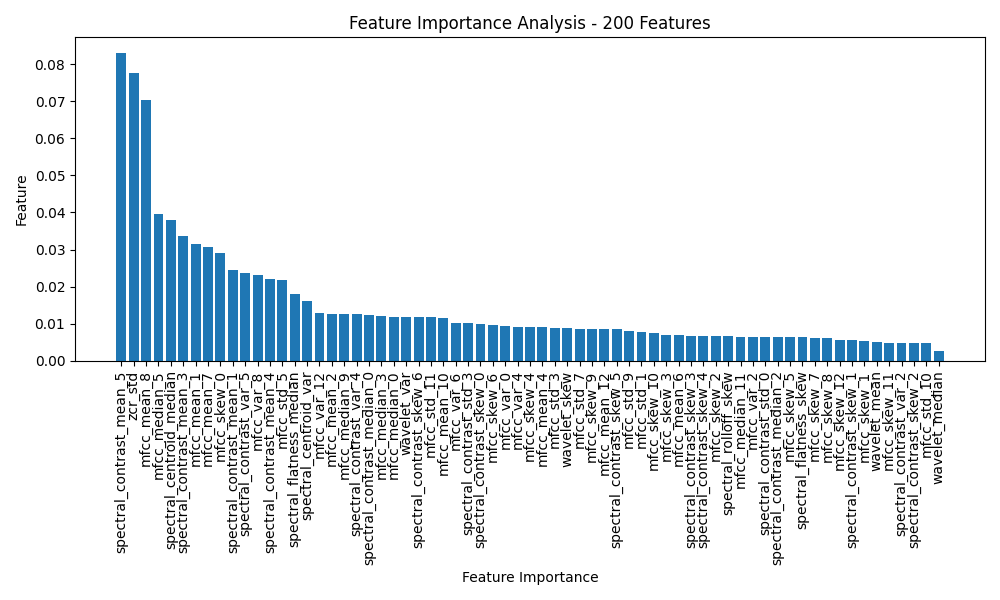 Feature Importance Analysis - 200 Features
Feature
0.08
0.07
0.06
0.05
0.04
0.03
0.02
0.01
0.00
spectral_contrast_mean_5
zcr_std
mfcc_mean_8
mfcc_median_5
spectral_centroid_median
spectral_contrast_mean_3
mfcc_mean_1
mfcc_mean_7
mfcc_skew_0
spectral_contrast_mean_1
spectral_contrast_var_5
mfcc_var_8
spectral_contrast_mean_4
mfcc_std_5
spectral_flatness_median
spectral_centroid_var
mfcc_var_12
mfcc_mean_2
mfcc_median_9
spectral_contrast_var_4
spectral_contrast_median_0
mfcc_median_3
mfcc_median_0
wavelet_var
spectral_contrast_skew_6
mfcc_std_11
mfcc_mean_10
mfcc_var_6
spectral_contrast_std_3
spectral_contrast_skew_0
mfcc_skew_6
mfcc_var_0
mfcc_var_4
mfcc_skew_4
mfcc_mean_4
mfcc_std_3
wavelet_skew
mfcc_std_7
mfcc_skew_9
mfcc_mean_12
spectral_contrast_skew_5
mfcc_std_9
mfcc_std_1
mfcc_skew_10
mfcc_skew_3
mfcc_mean_6
spectral_contrast_skew_3
spectral_contrast_skew_4
mfcc_skew_2
spectral_rolloff_skew
mfcc_median_11
mfcc_var_2
spectral_contrast_std_0
spectral_contrast_median_2
mfcc_skew_5
spectral_flatness_skew
mfcc_skew_7
mfcc_skew_8
mfcc_skew_12
spectral_contrast_skew_1
mfcc_skew_1
wavelet_mean
mfcc_skew_11
spectral_contrast_var_2
spectral_contrast_skew_2
mfcc_std_10
wavelet_median
Feature Importance